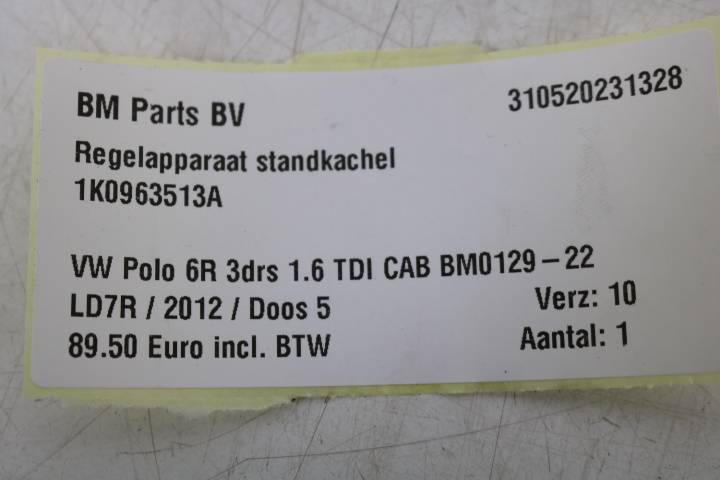 BM Parts BV
310520231328
Regelapparaat standkachel
1K0963513A
VW Polo 6R 3drs 1.6 TDI CAB BM0129-22
LD7R / 2012 / Doos 5
Verz: 10
89.50 Euro incl. BTW
Aantal: 1